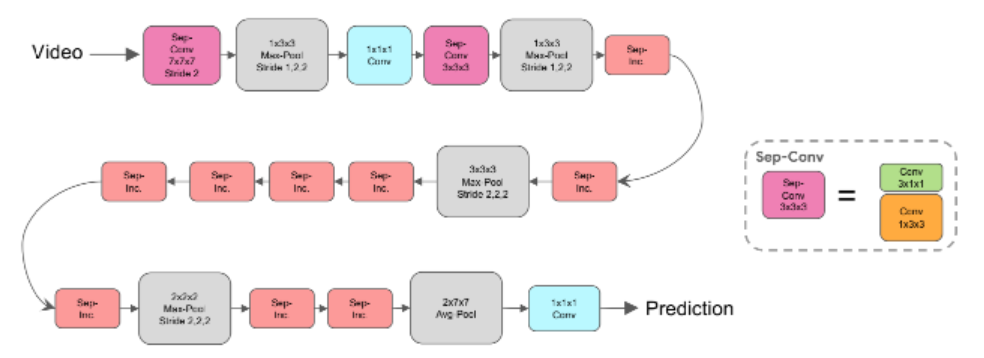 Video
Sep-
Conv
7x7x7
Stride 2
1x3x3
Max-Pool
Stride 1,2,2
1x1x1
Conv
Sep
Conv
3x3x3
1x3x3
Max-Pool
Stride 1,2,2
Sep-
Inc.
Sep-
Inc.
Sep-
Inc.
Sep-
Inc.
Sep-
Inc.
3x3x3
Max Pool
Stride 2,2,2
Sep-
Inc.
Sep-Conv
Sep-
Conv
3x3x3
=
Conv
3x1x1
Conv
1x3x3
Sep-
Inc.
2x2x2
Max-Pool
Stride 2,2,2
Sep-
Inc.
Sep-
Inc.
2x7x7
Avg-Pool
1x1x1
Conv
Prediction